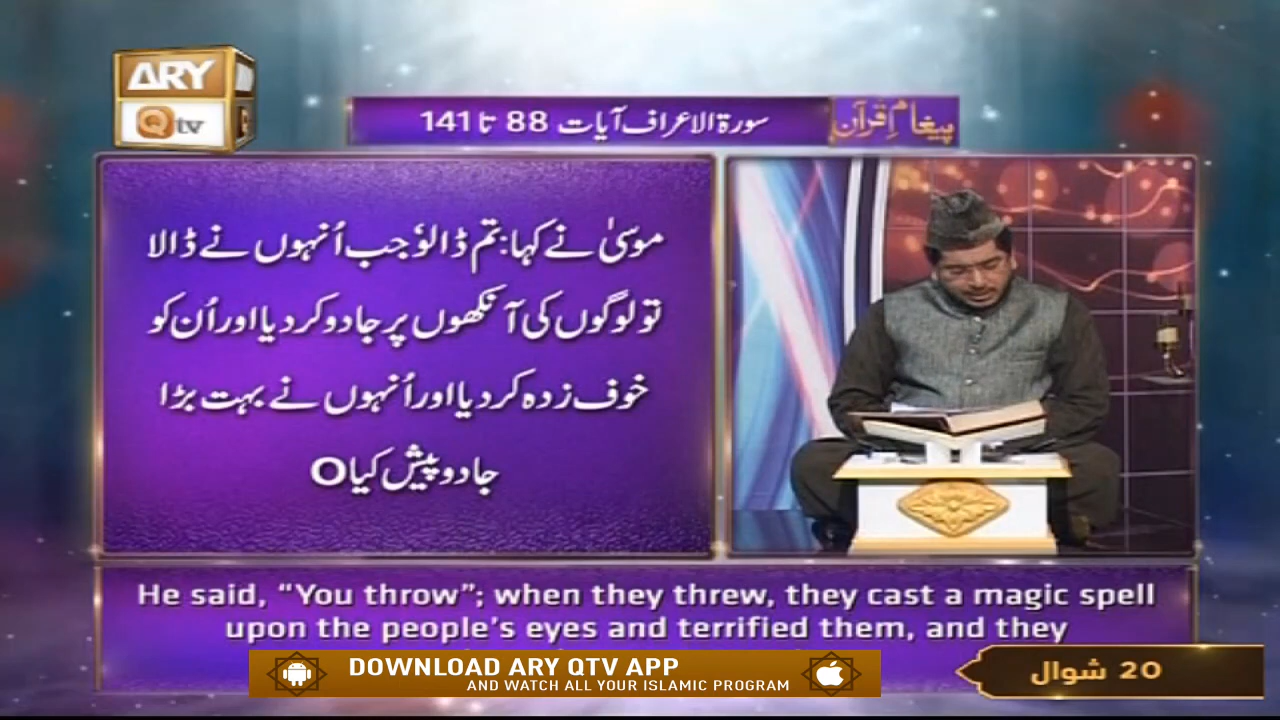 ARY
Qtv
پیغامِ قرآن
سورۃ الاعراف آیات 88 تا 141
موسیٰ نے کہا: تم ڈالو، جب اُنہوں نے ڈالا
تو لوگوں کی آنکھوں پر جادو کر دیا اور اُن کو
خوف زدہ کر دیا اور اُنہوں نے بہت بڑا
جادو پیش کیا O
He said, “You throw”; when they threw, they cast a magic spell
upon the people’s eyes and terrified them, and they
DOWNLOAD ARY QTV APP
AND WATCH ALL YOUR ISLAMIC PROGRAM
20 شوال